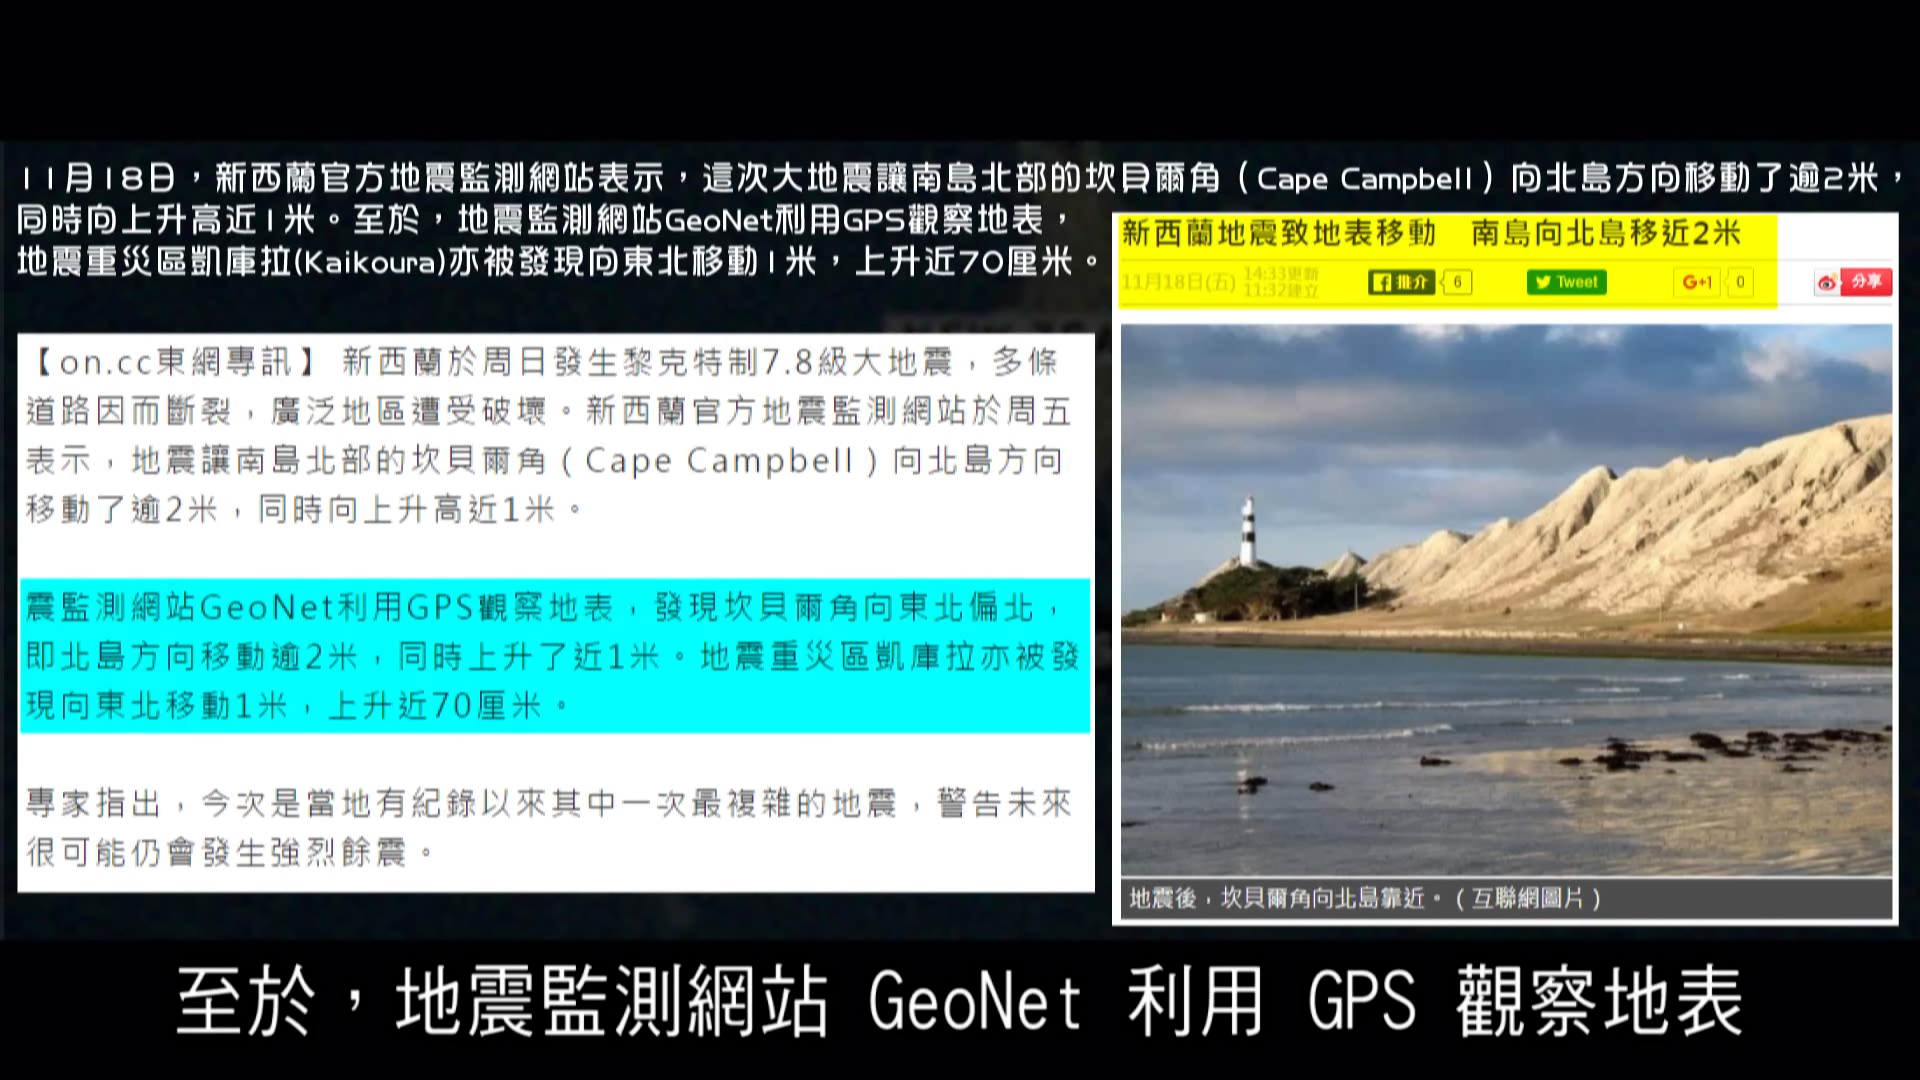 11月18日，新西蘭官方地震監測網站表示，這次大地震讓南島北部的坎貝爾角（Cape Campbell）向北島方向移動了逾2米，
同時向上升高近1米。至於，地震監測網站GeoNet利用GPS觀察地表，
地震重災區凱庫拉(Kaikoura)亦被發現向東北移動1米，上升近70厘米。
【on.cc東網專訊】 新西蘭於周日發生黎克特制7.8級大地震，多條
道路因而斷裂，廣泛地區遭受破壞。新西蘭官方地震監測網站於周五
表示，地震讓南島北部的坎貝爾角（Cape Campbell）向北島方向
移動了逾2米，同時向上升高近1米。
震監測網站GeoNet利用GPS觀察地表，發現坎貝爾角向東北偏北，
即北島方向移動逾2米，同時上升了近1米。地震重災區凱庫拉亦被發
現向東北移動1米，上升近70厘米。
專家指出，今次是當地有紀錄以來其中一次最複雜的地震，警告未來
很可能仍會發生強烈餘震。
新西蘭地震致地表移動　南島向北島移近2米
11月18日(五) 14:33更新
11:32建立
推介 6
Tweet
G+1 0
分享
地震後，坎貝爾角向北島靠近。（互聯網圖片）
至於，地震監測網站 GeoNet 利用 GPS 觀察地表